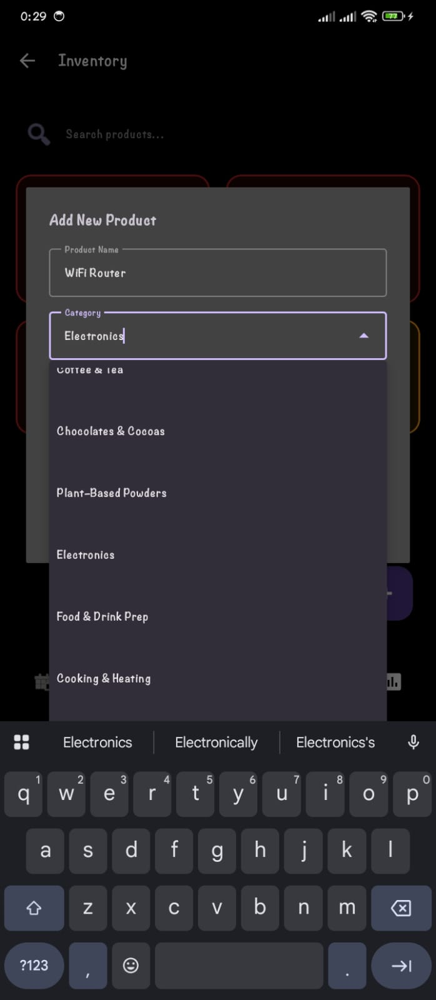 0:29
77
Inventory
Search products...
Add New Product
Product Name
WiFi Router
Category
Electronics
Coffee & Tea
Chocolates & Cocoas
Plant-Based Powders
Electronics
Food & Drink Prep
Cooking & Heating
Electronics Electronically Electronics's
q 1 w 2 e 3 r 4 t 5 y 6 u 7 i 8 o 9 p 0
a s d f g h j k l
z x c v b n m
?123 , .